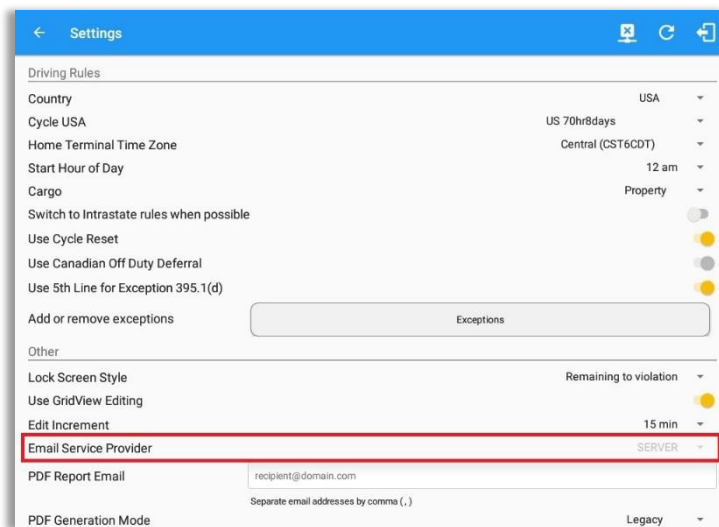 Settings
Driving Rules
Country USA
Cycle USA US 70hr8days
Home Terminal Time Zone Central (CST6CDT)
Start Hour of Day 12 am
Cargo Property
Switch to Intrastate rules when possible
Use Cycle Reset
Use Canadian Off Duty Deferral
Use 5th Line for Exception 395.1(d)
Add or remove exceptions Exceptions
Other
Lock Screen Style Remaining to violation
Use GridView Editing
Edit Increment 15 min
Email Service Provider SERVER
PDF Report Email recipient@domain.com
Separate email addresses by comma ( , )
PDF Generation Mode Legacy